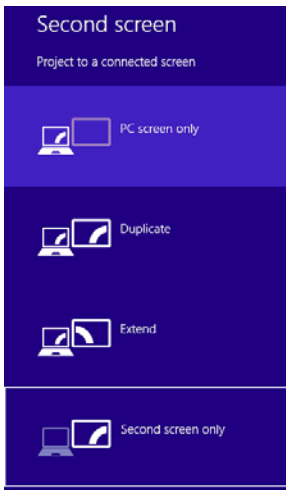 Second screen
Project to a connected screen
PC screen only
Duplicate
Extend
Second screen only